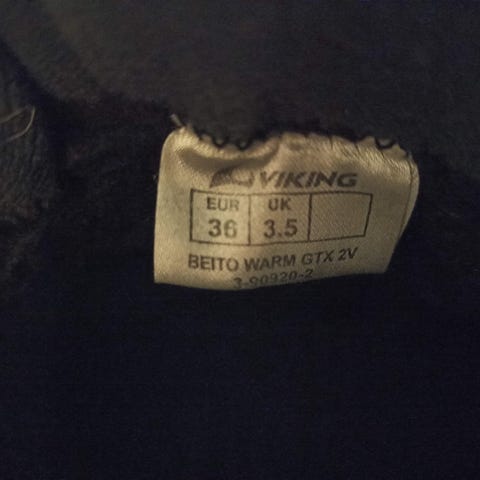 VIKING
EUR UK
36 3.5
BEITO WARM GTX 2V
3-90920-2